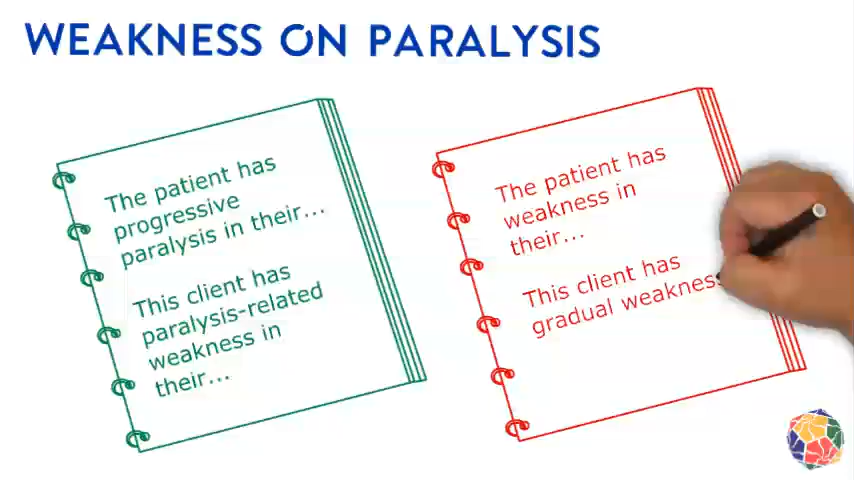 WEAKNESS ON PARALYSIS
The patient has
progressive
paralysis in their...
This client has
paralysis-related
weakness in
their...
The patient has
weakness in
their...
This client has
gradual weakness